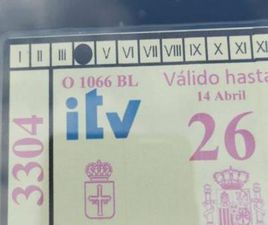 I II III V VI VII VIII IX X XI
O 1066 BL
Válido hasta
14 Abril
itv
26
3304